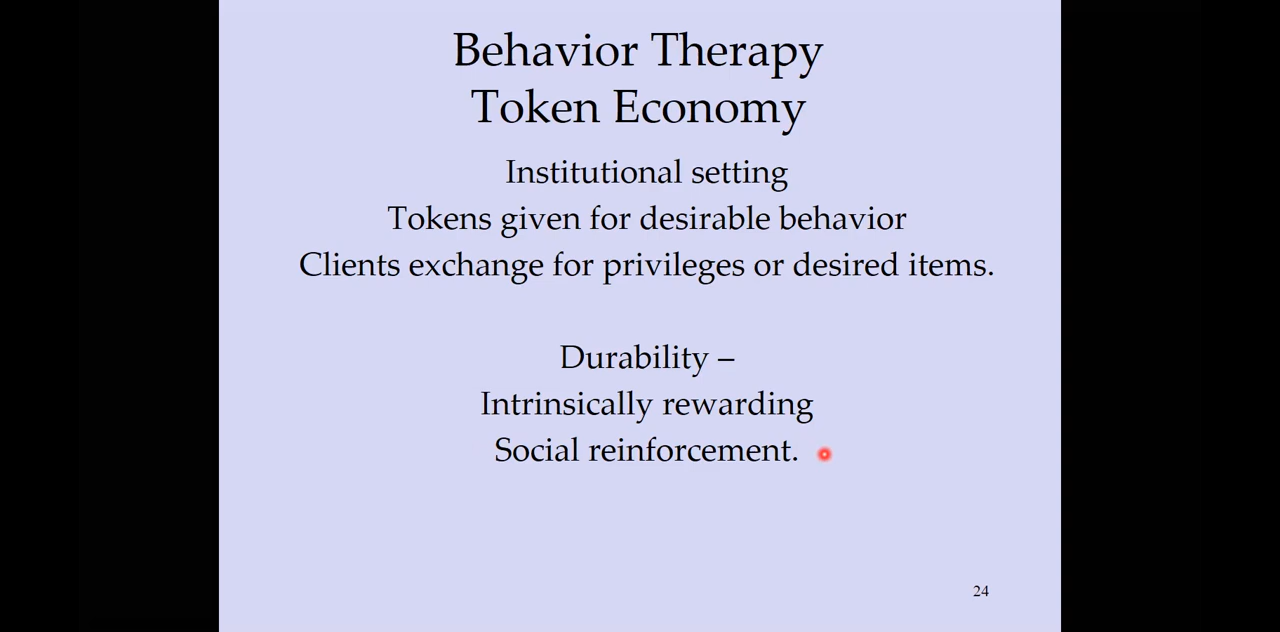 Behavior Therapy
Token Economy
Institutional setting
Tokens given for desirable behavior
Clients exchange for privileges or desired items.
Durability –
Intrinsically rewarding
Social reinforcement.
24